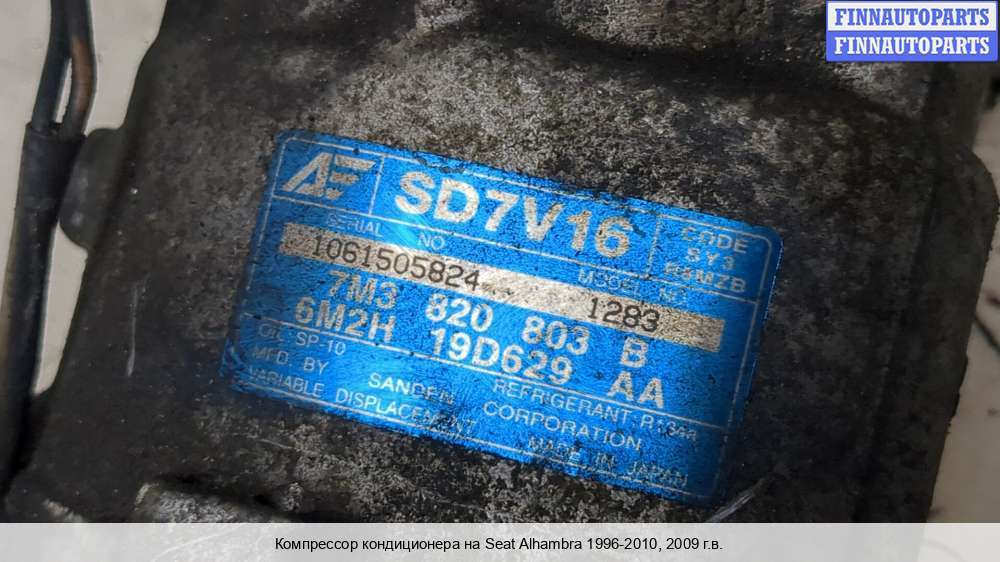 FINNAUTOPARTS
FINNAUTOPARTS
SD7V16
CODE
SY3
SERIAL NO
MODEL NO
1061505824 1283
7M3 820 803 B
6M2H 19D629 AA
OIL SP-10 REFRIGERANT R134a
MFD BY SANDEN CORPORATION
VARIABLE DISPLACEMENT MADE IN JAPAN
Компрессор кондиционера на Seat Alhambra 1996-2010, 2009 г.в.